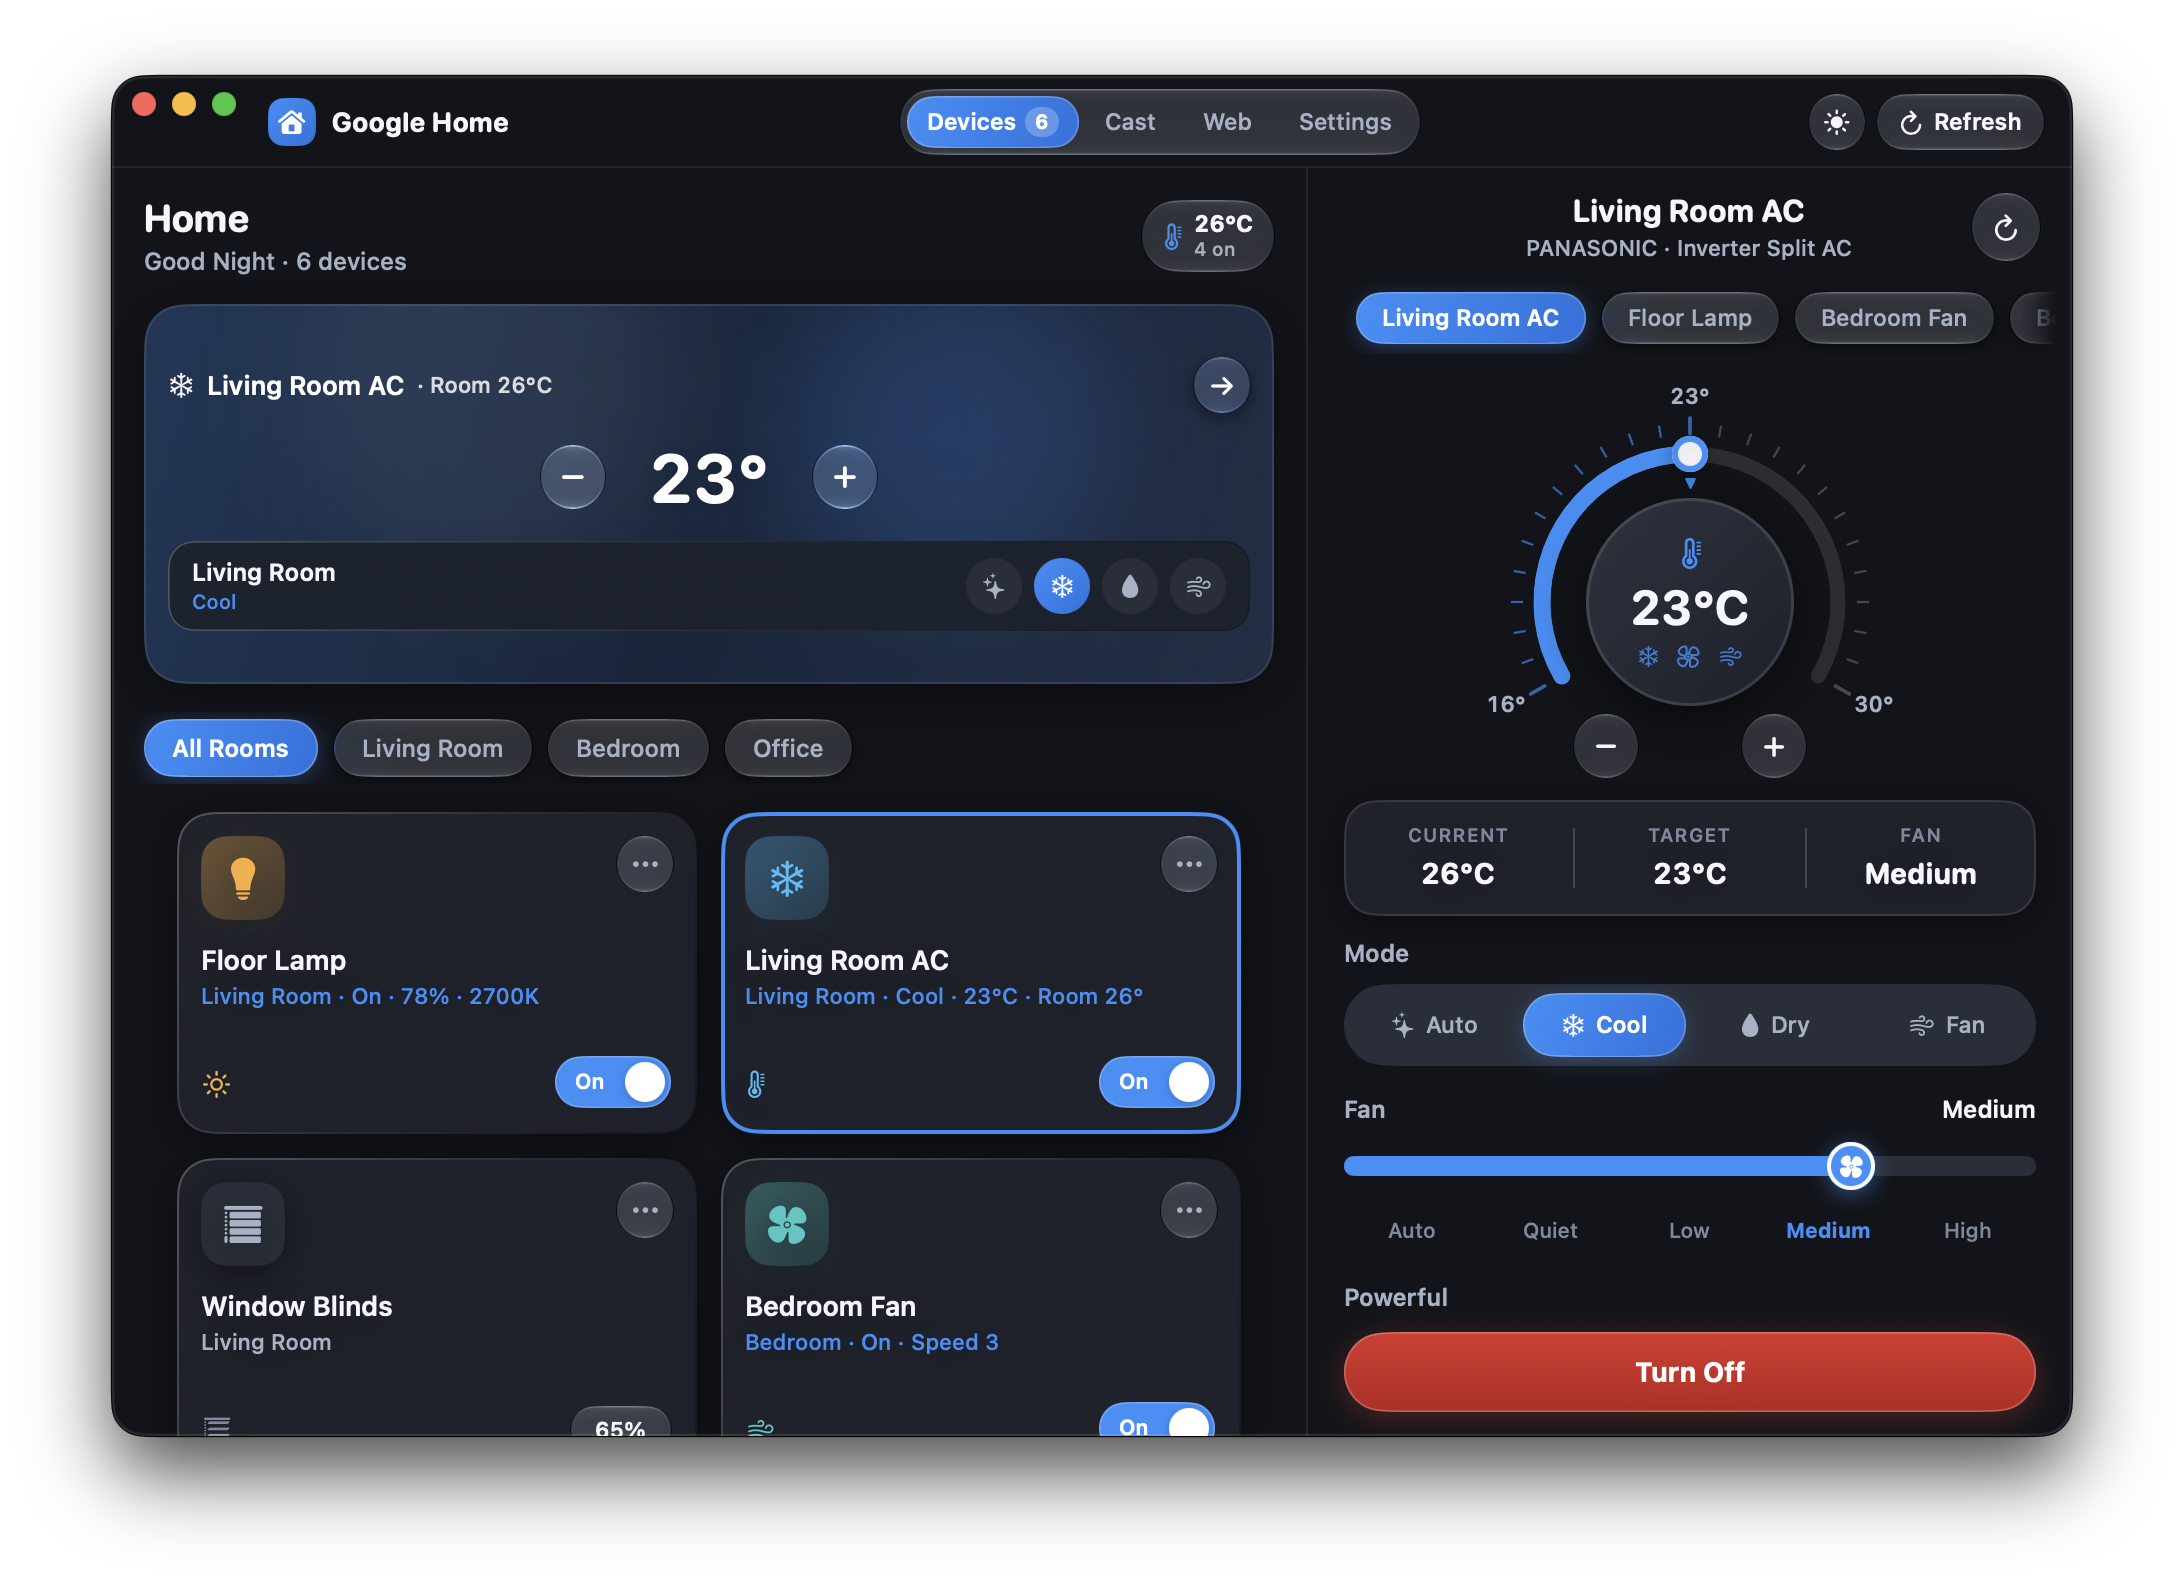 Google Home
Devices 6
Cast
Web
Settings
Refresh
Home
Good Night · 6 devices
26°C
4 on
Living Room AC · Room 26°C
23°
Living Room
Cool
All Rooms
Living Room
Bedroom
Office
Floor Lamp
Living Room · On · 78% · 2700K
On
Living Room AC
Living Room · Cool · 23°C · Room 26°
On
Window Blinds
Living Room
65%
Bedroom Fan
Bedroom · On · Speed 3
On
Living Room AC
PANASONIC · Inverter Split AC
Living Room AC
Floor Lamp
Bedroom Fan
23°
23°C
16°
30°
CURRENT
26°C
TARGET
23°C
FAN
Medium
Mode
Auto
Cool
Dry
Fan
Fan
Medium
Auto
Quiet
Low
Medium
High
Powerful
Turn Off